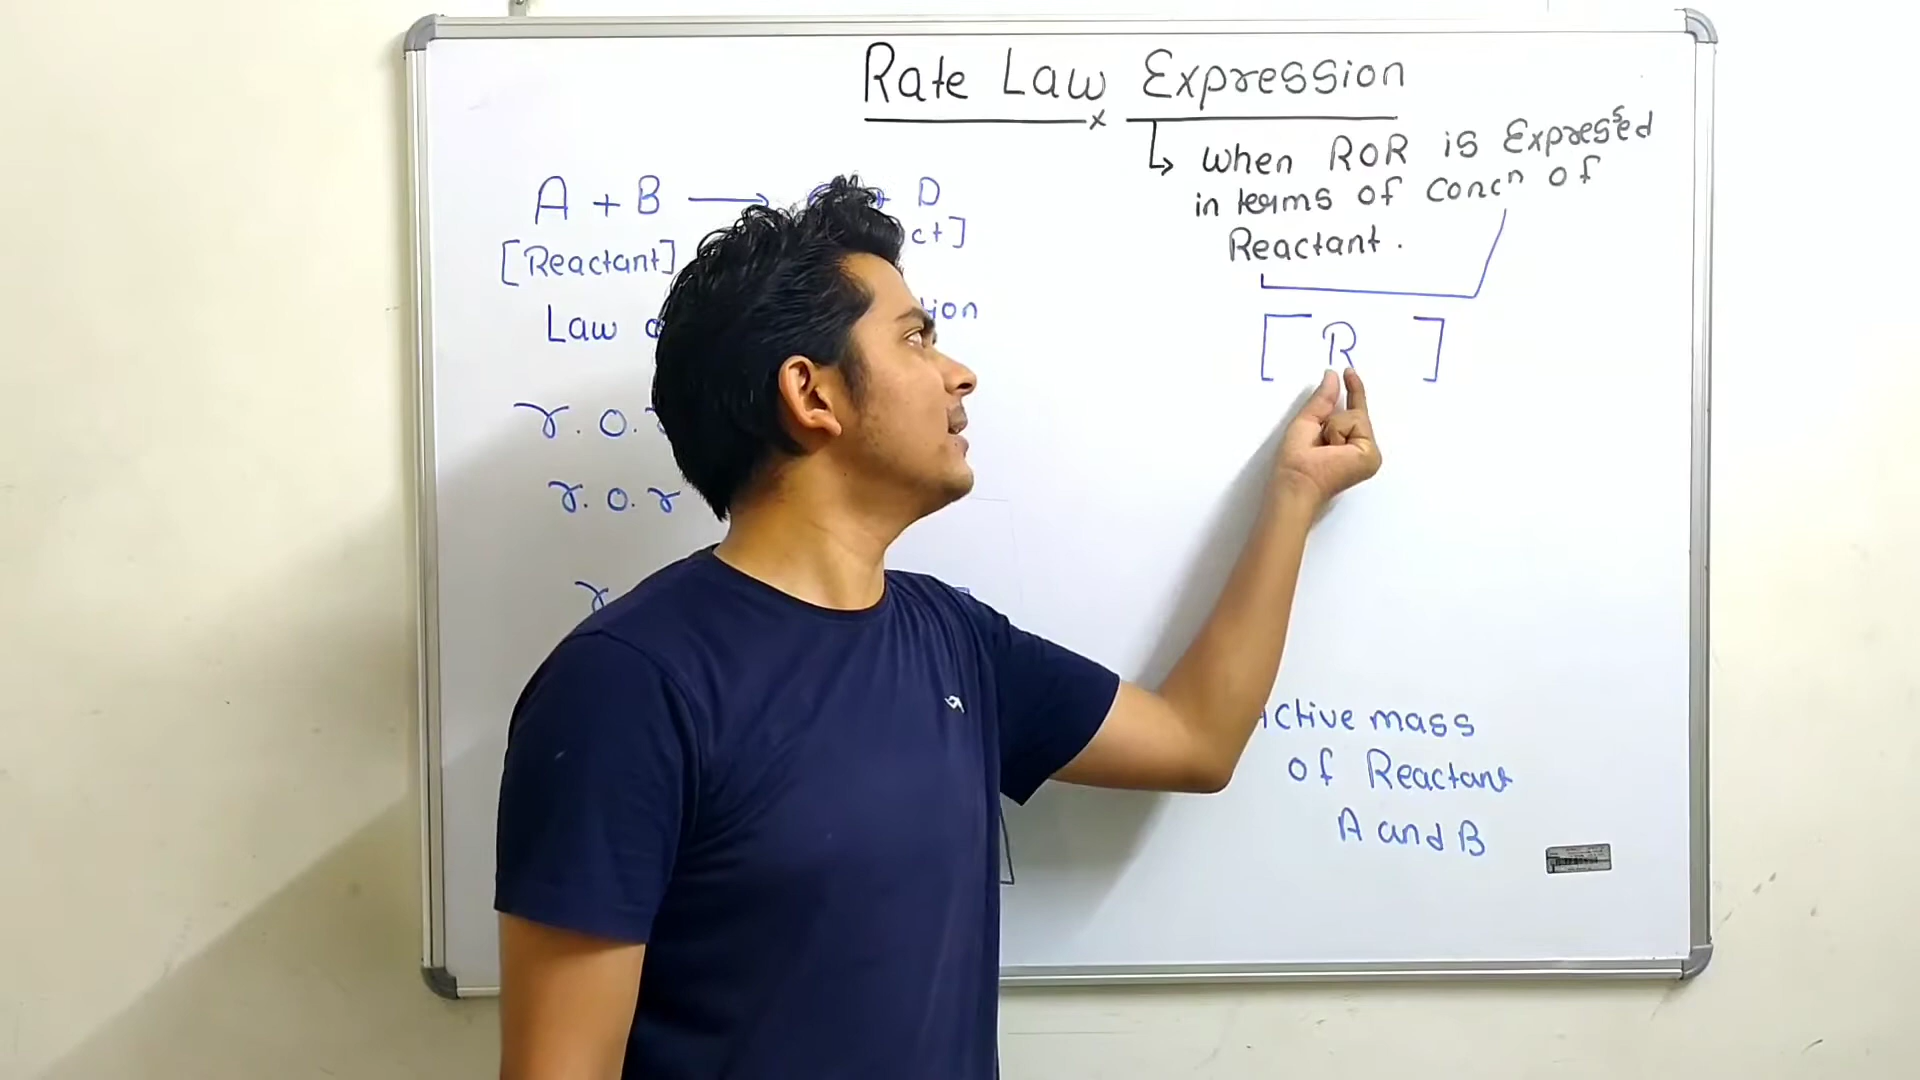 Rate Law Expression
x
↳ When ROR is Expressed
in terms of Concⁿ of
Reactant.
[ R ]
A + B ⟶ + D
[Reactant] ct]
Law tion
r. o.
r. o. r
r
active mass
of Reactant
A and B